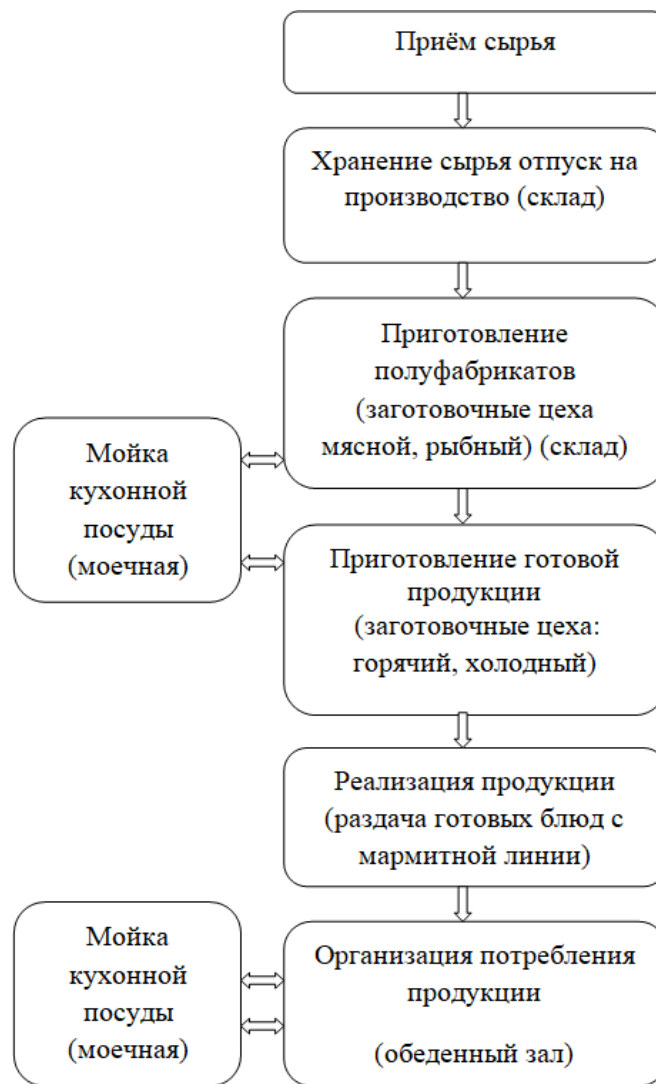 Приём сырья
Хранение сырья отпуск на
производство (склад)
Приготовление
полуфабрикатов
(заготовочные цеха
мясной, рыбный) (склад)
Мойка
кухонной
посуды
(моечная)
Приготовление готовой
продукции
(заготовочные цеха:
горячий, холодный)
Реализация продукции
(раздача готовых блюд с
мармитной линии)
Мойка
кухонной
посуды
(моечная)
Организация потребления
продукции
(обеденный зал)